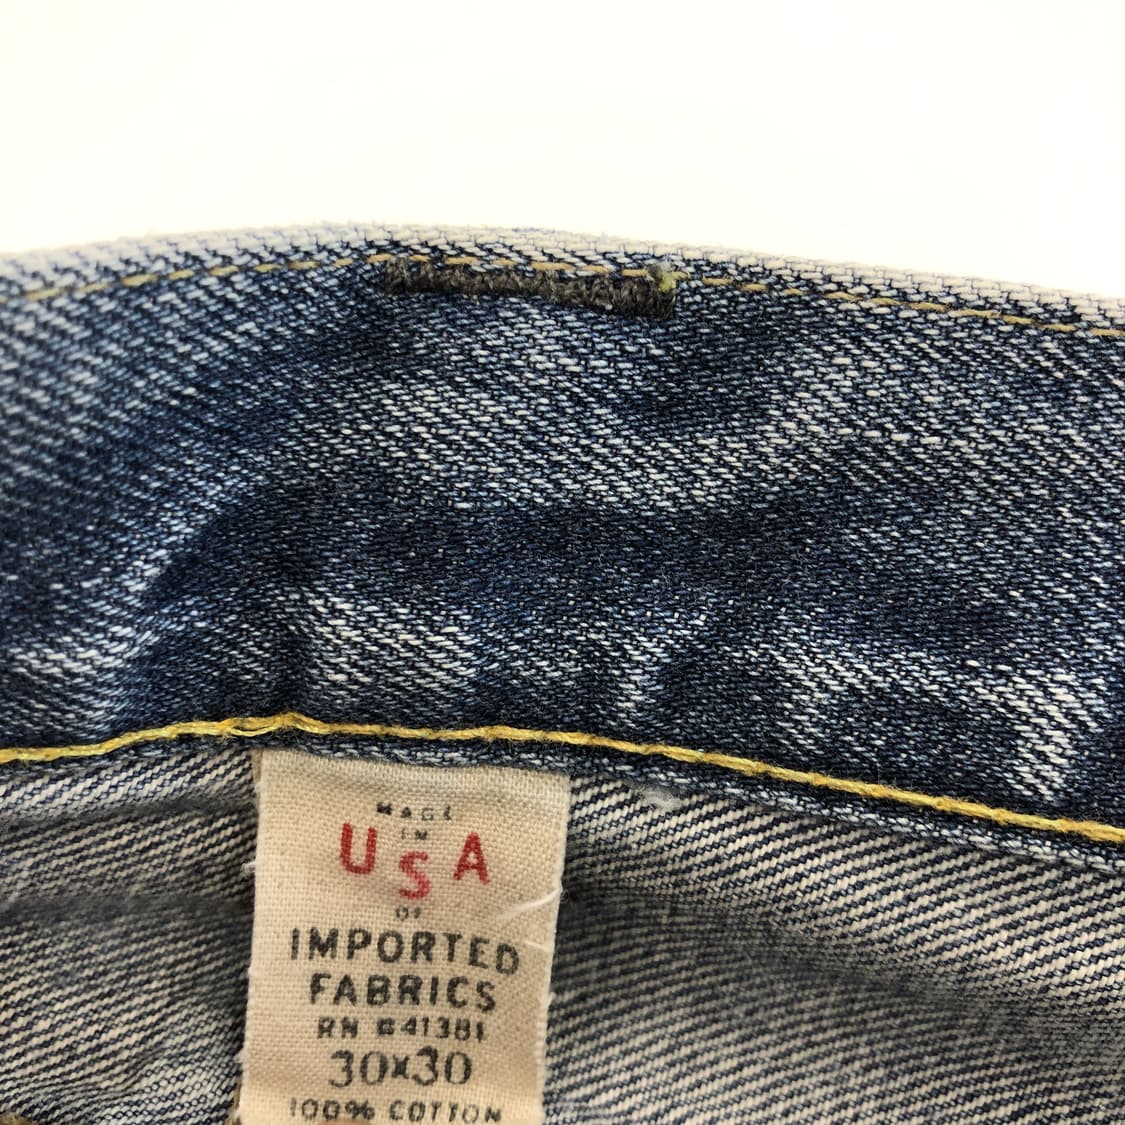 MADE
IN
USA
OF
IMPORTED
FABRICS
RN #41381
30x30
100% COTTON